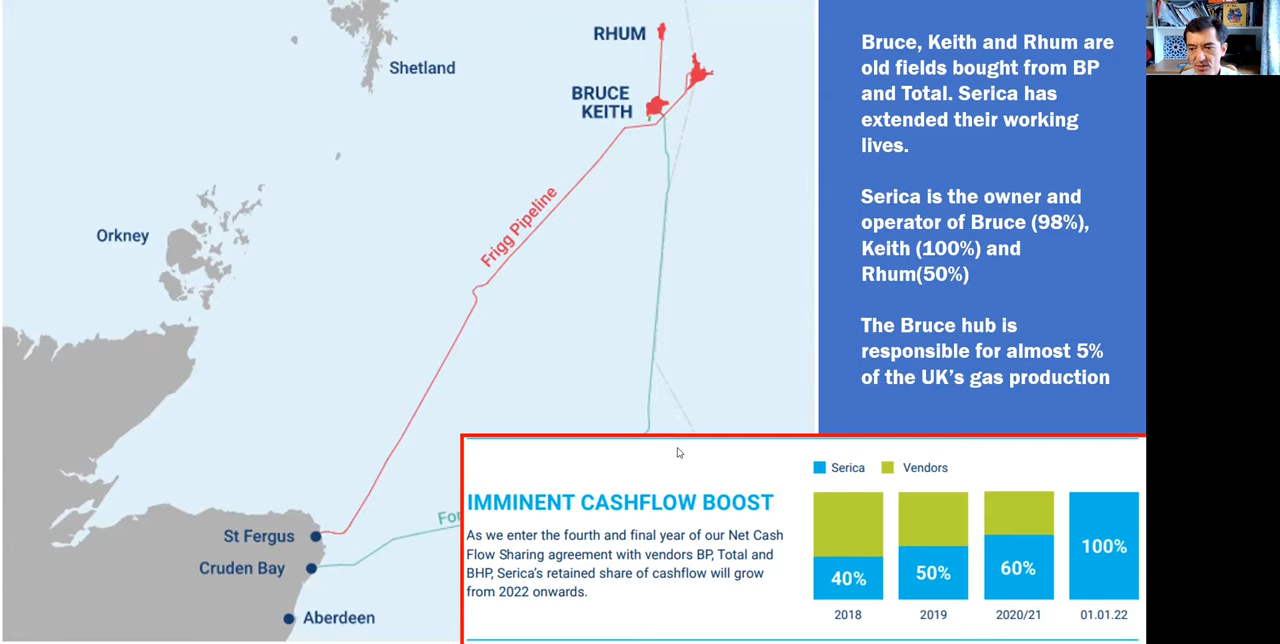 RHUM
Shetland
BRUCE
KEITH
Orkney
Frigg Pipeline
St Fergus
Cruden Bay
Aberdeen
Bruce, Keith and Rhum are
old fields bought from BP
and Total. Serica has
extended their working
lives.
Serica is the owner and
operator of Bruce (98%),
Keith (100%) and
Rhum(50%)
The Bruce hub is
responsible for almost 5%
of the UK’s gas production
IMMINENT CASHFLOW BOOST
As we enter the fourth and final year of our Net Cash
Flow Sharing agreement with vendors BP, Total and
BHP, Serica’s retained share of cashflow will grow
from 2022 onwards.
Serica
Vendors
40%
50%
60%
100%
2018
2019
2020/21
01.01.22